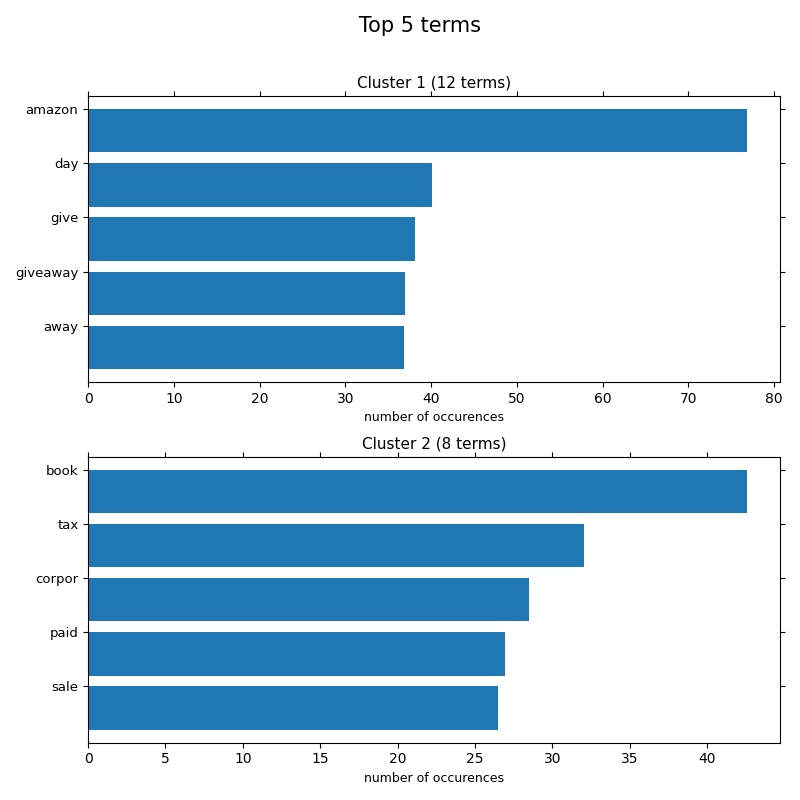 Top 5 terms
Cluster 1 (12 terms)
amazon
day
give
giveaway
away
0 10 20 30 40 50 60 70 80
number of occurences
Cluster 2 (8 terms)
book
tax
corpor
paid
sale
0 5 10 15 20 25 30 35 40
number of occurences